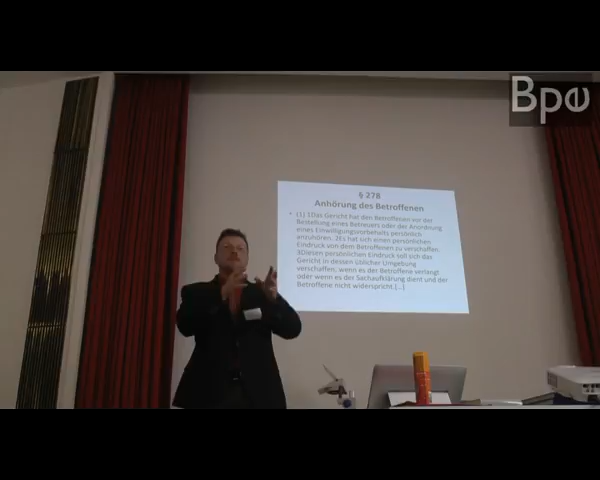 Bpe
§ 278
Anhörung des Betroffenen
• (1) 1Das Gericht hat den Betroffenen vor der
Bestellung eines Betreuers oder der Anordnung
eines Einwilligungsvorbehalts persönlich
anzuhören. 2Es hat sich einen persönlichen
Eindruck von dem Betroffenen zu verschaffen.
3Diesen persönlichen Eindruck soll sich das
Gericht in dessen üblicher Umgebung
verschaffen, wenn es der Betroffene verlangt
oder wenn es der Sachaufklärung dient und der
Betroffene nicht widerspricht.[...]